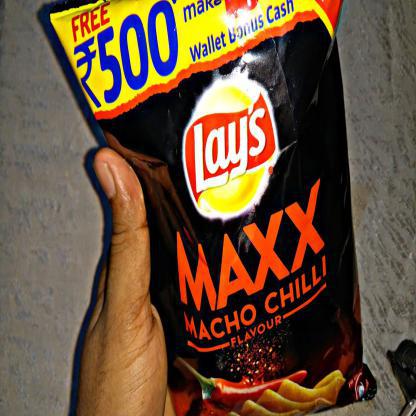 FREE
₹500
make
Wallet Bonus Cash
Lay's
MAXX
MACHO CHILLI
FLAVOUR